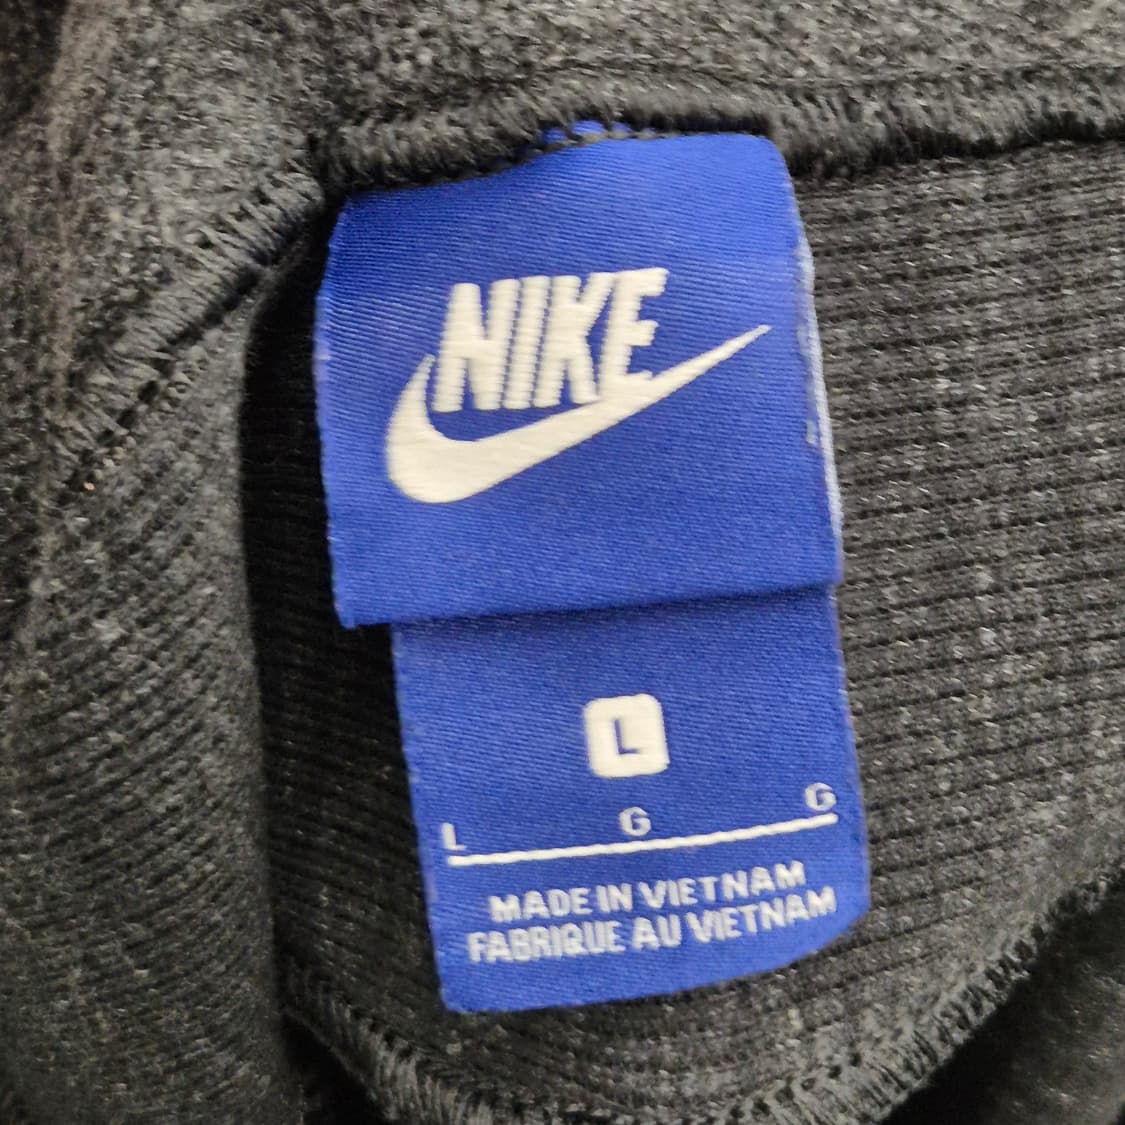 NIKE
L
L G G
MADE IN VIETNAM
FABRIQUE AU VIETNAM